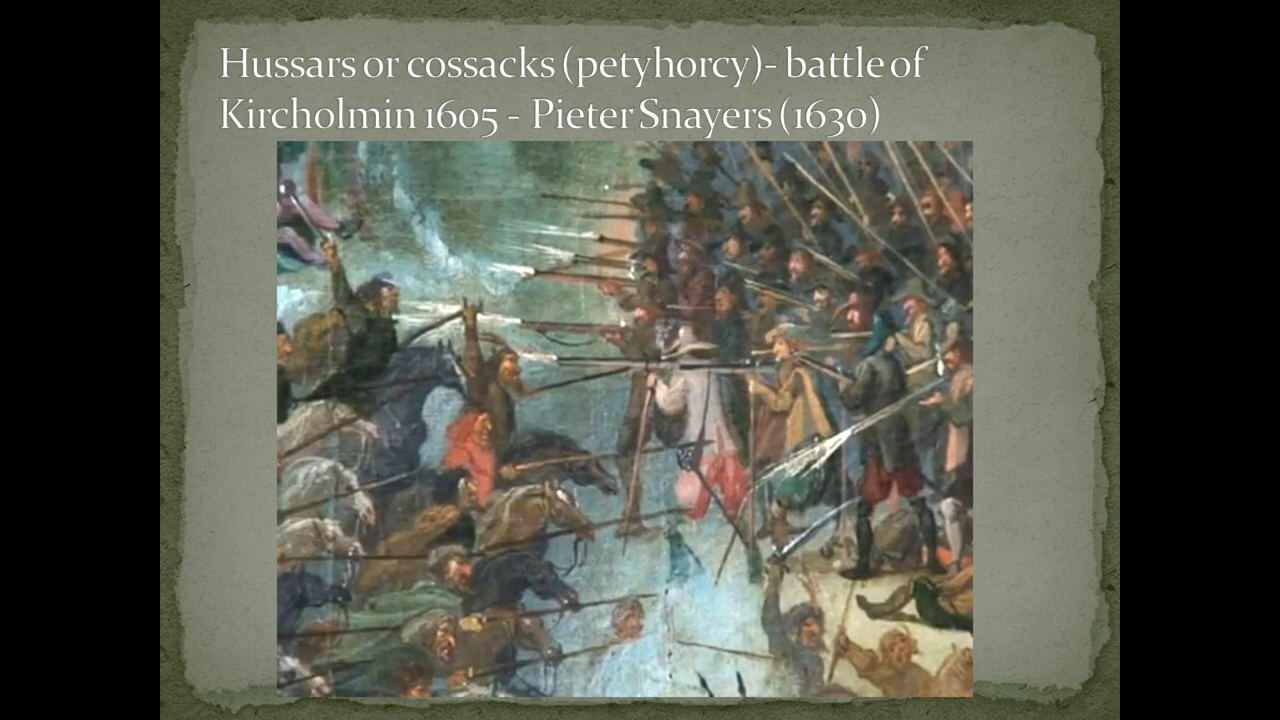 Hussars or cossacks (petyhorcy)- battle of
Kircholmin 1605 - Pieter Snayers (1630)